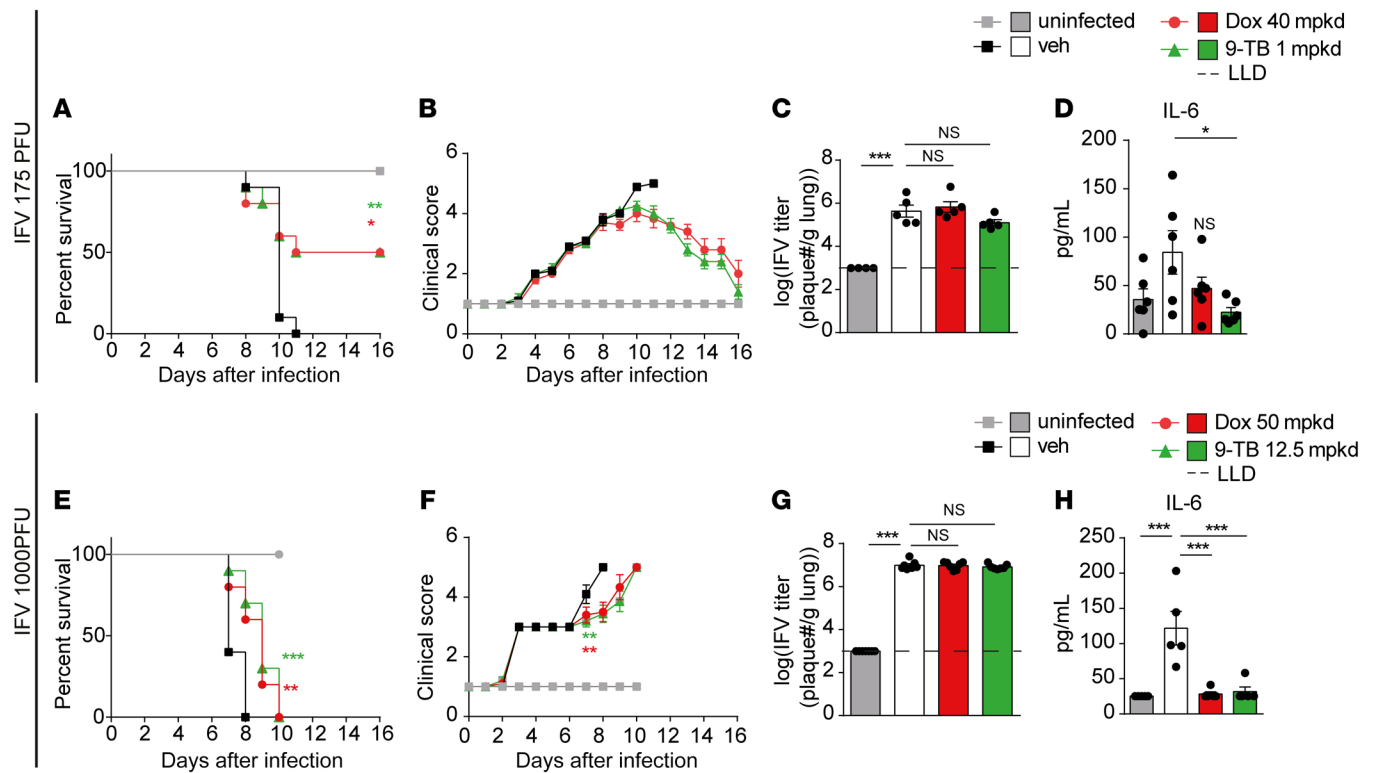 uninfected
veh
Dox 40 mpkd
9-TB 1 mpkd
LLD
IFV 175 PFU
A
Percent survival
100
50
0
**
*
0 2 4 6 8 10 12 14 16
Days after infection
B
Clinical score
6
4
2
0
0 2 4 6 8 10 12 14 16
Days after infection
C
log(IFV titer
(plaque#/g lung))
8
6
4
2
0
***
NS
NS
D
IL-6
pg/mL
200
150
100
50
0
*
NS
uninfected
veh
Dox 50 mpkd
9-TB 12.5 mpkd
LLD
IFV 1000PFU
E
Percent survival
100
50
0
***
**
0 2 4 6 8 10 12 14 16
Days after infection
F
Clinical score
6
4
2
0
**
**
0 2 4 6 8 10 12 14 16
Days after infection
G
log(IFV titer
(plaque#/g lung))
8
6
4
2
0
***
NS
NS
H
IL-6
pg/mL
250
200
150
100
50
0
***
***
***